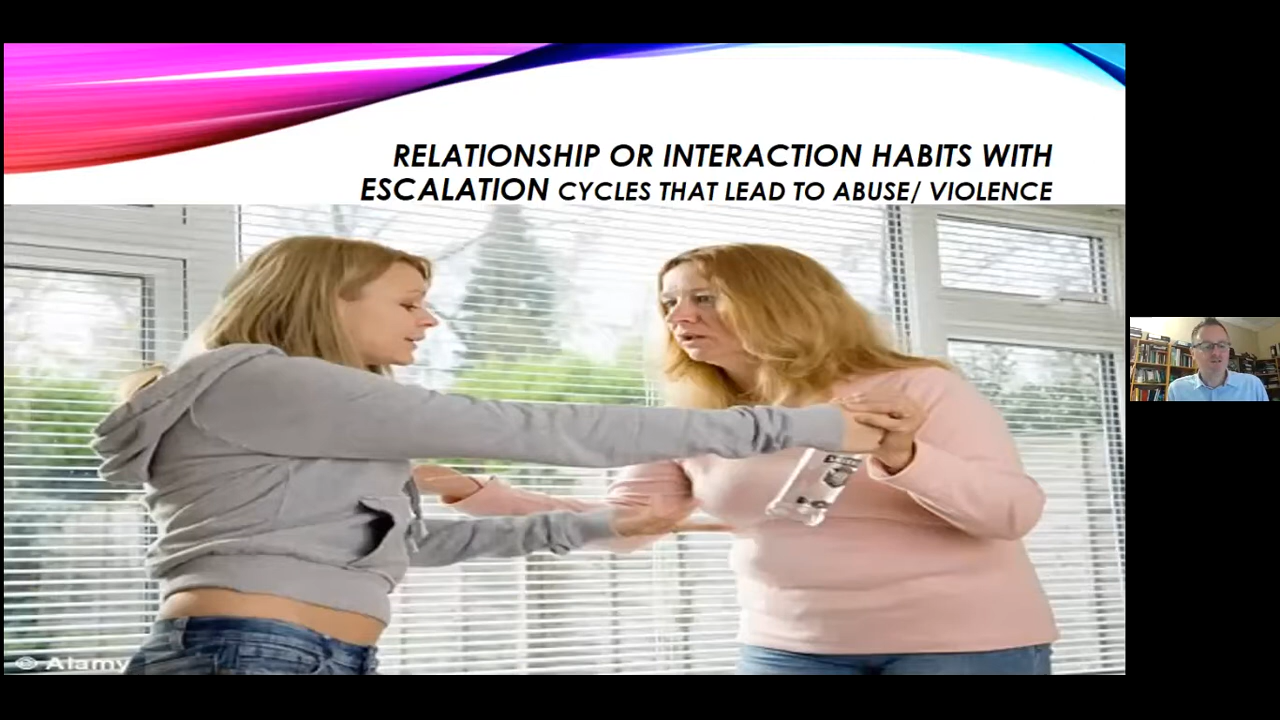 RELATIONSHIP OR INTERACTION HABITS WITH
ESCALATION CYCLES THAT LEAD TO ABUSE/ VIOLENCE
© Alamy